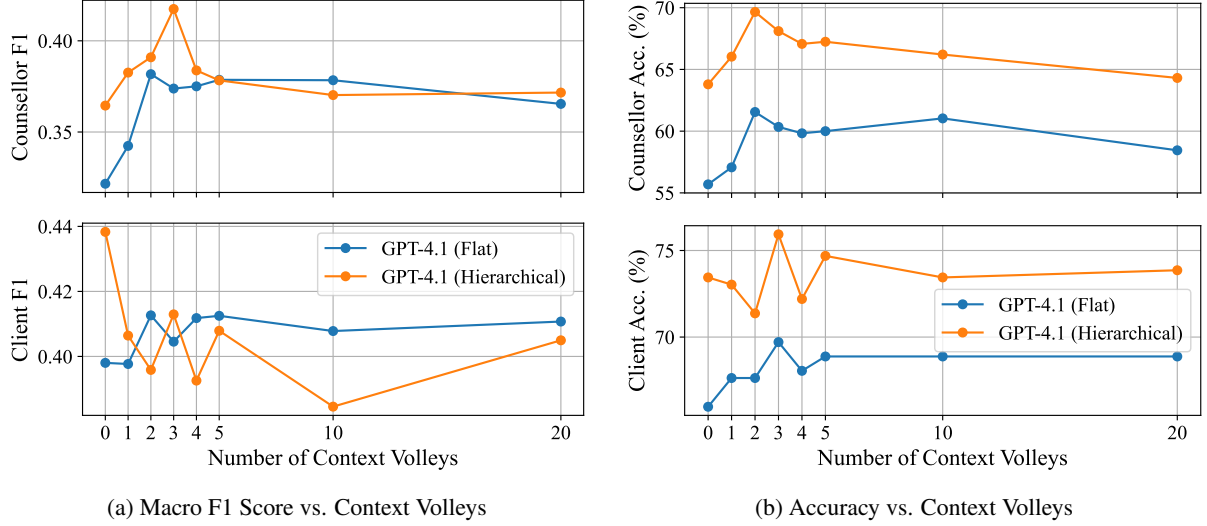 Counsellor F1
0.40
0.35
Client F1
0.44
0.42
0.40
GPT-4.1 (Flat)
GPT-4.1 (Hierarchical)
0 1 2 3 4 5 10 20
Number of Context Volleys
(a) Macro F1 Score vs. Context Volleys
Counsellor Acc. (%)
70
65
60
55
Client Acc. (%)
75
70
GPT-4.1 (Flat)
GPT-4.1 (Hierarchical)
0 1 2 3 4 5 10 20
Number of Context Volleys
(b) Accuracy vs. Context Volleys